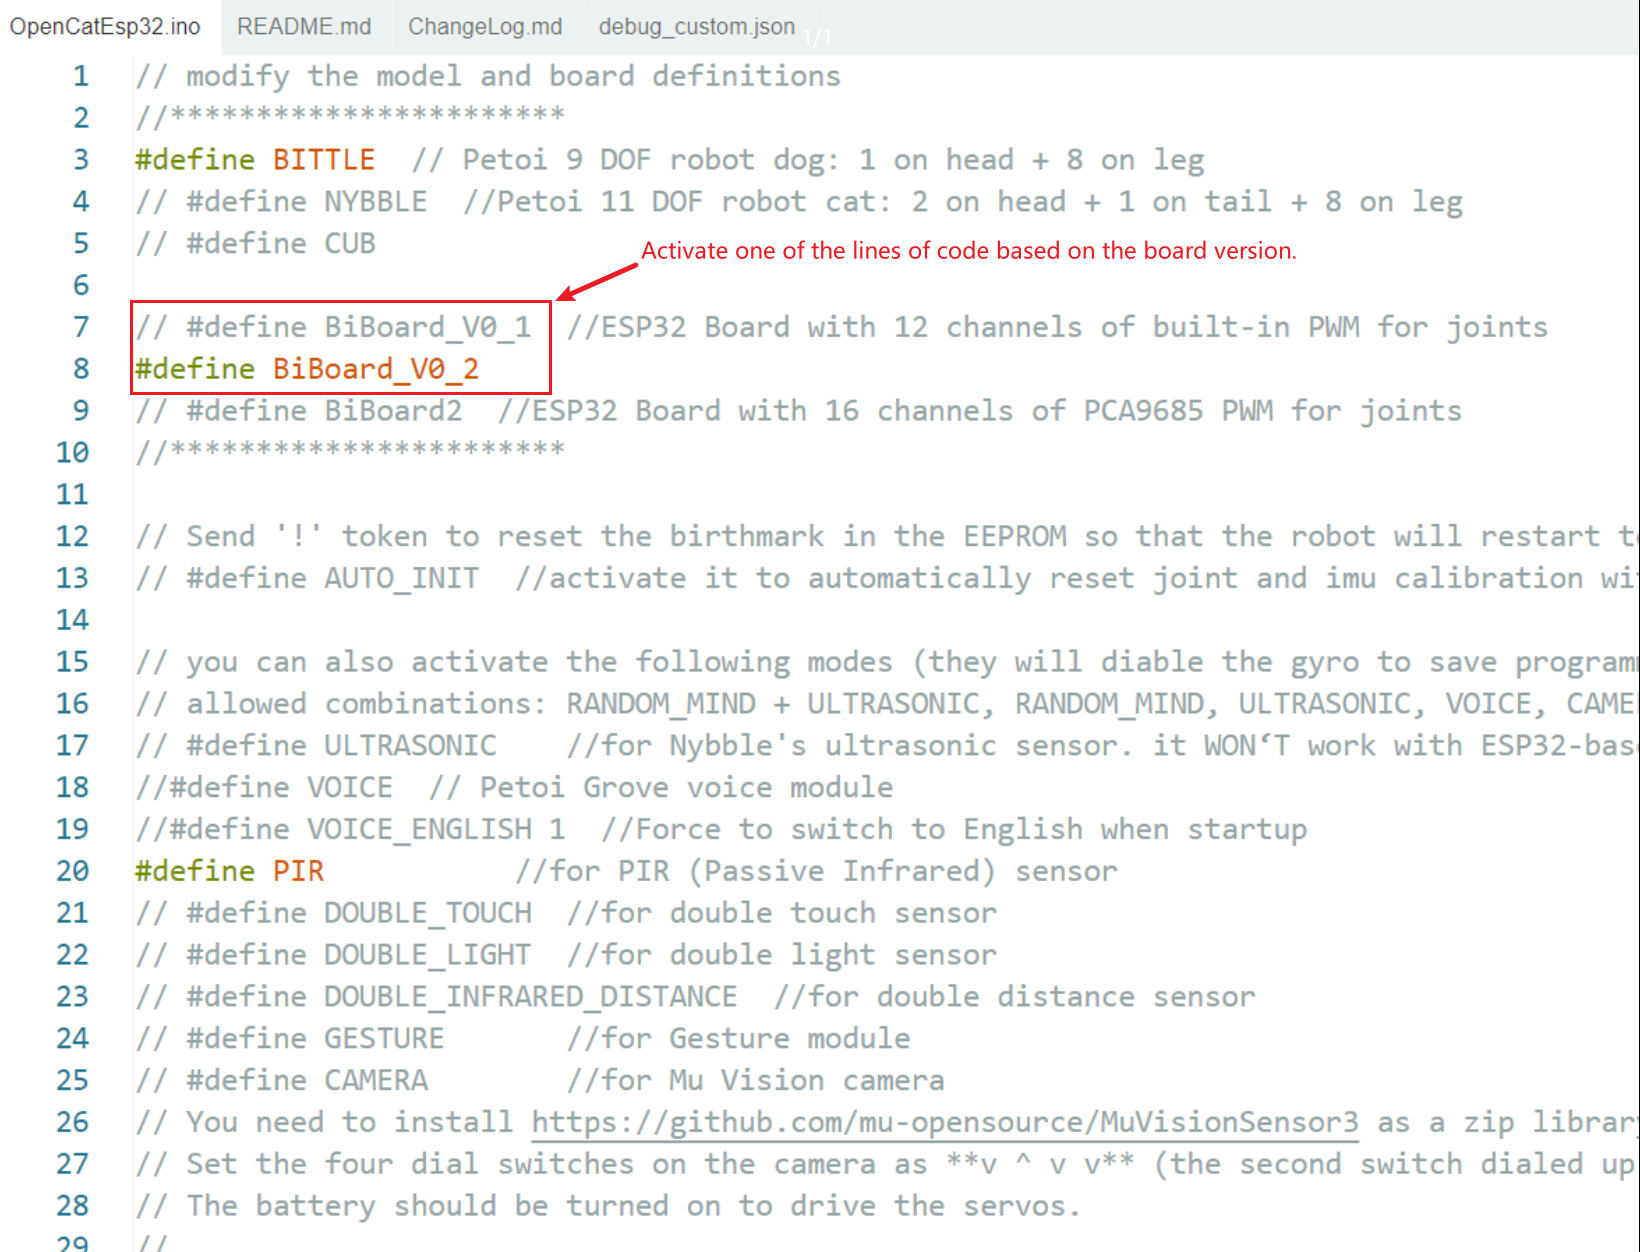 OpenCatEsp32.ino README.md ChangeLog.md debug_custom.json 1/1
1 // modify the model and board definitions
2 //***********************
3 #define BITTLE // Petoi 9 DOF robot dog: 1 on head + 8 on leg
4 // #define NYBBLE //Petoi 11 DOF robot cat: 2 on head + 1 on tail + 8 on leg
5 // #define CUB
Activate one of the lines of code based on the board version.
6
7 // #define BiBoard_V0_1 //ESP32 Board with 12 channels of built-in PWM for joints
8 #define BiBoard_V0_2
9 // #define BiBoard2 //ESP32 Board with 16 channels of PCA9685 PWM for joints
10 //***********************
11
12 // Send '!' token to reset the birthmark in the EEPROM so that the robot will restart t
13 // #define AUTO_INIT //activate it to automatically reset joint and imu calibration wi
14
15 // you can also activate the following modes (they will diable the gyro to save program
16 // allowed combinations: RANDOM_MIND + ULTRASONIC, RANDOM_MIND, ULTRASONIC, VOICE, CAME
17 // #define ULTRASONIC //for Nybble's ultrasonic sensor. it WON‘T work with ESP32-bas
18 //#define VOICE // Petoi Grove voice module
19 //#define VOICE_ENGLISH 1 //Force to switch to English when startup
20 #define PIR //for PIR (Passive Infrared) sensor
21 // #define DOUBLE_TOUCH //for double touch sensor
22 // #define DOUBLE_LIGHT //for double light sensor
23 // #define DOUBLE_INFRARED_DISTANCE //for double distance sensor
24 // #define GESTURE //for Gesture module
25 // #define CAMERA //for Mu Vision camera
26 // You need to install https://github.com/mu-opensource/MuVisionSensor3 as a zip library
27 // Set the four dial switches on the camera as **v ^ v v** (the second switch dialed up
28 // The battery should be turned on to drive the servos.
29 //